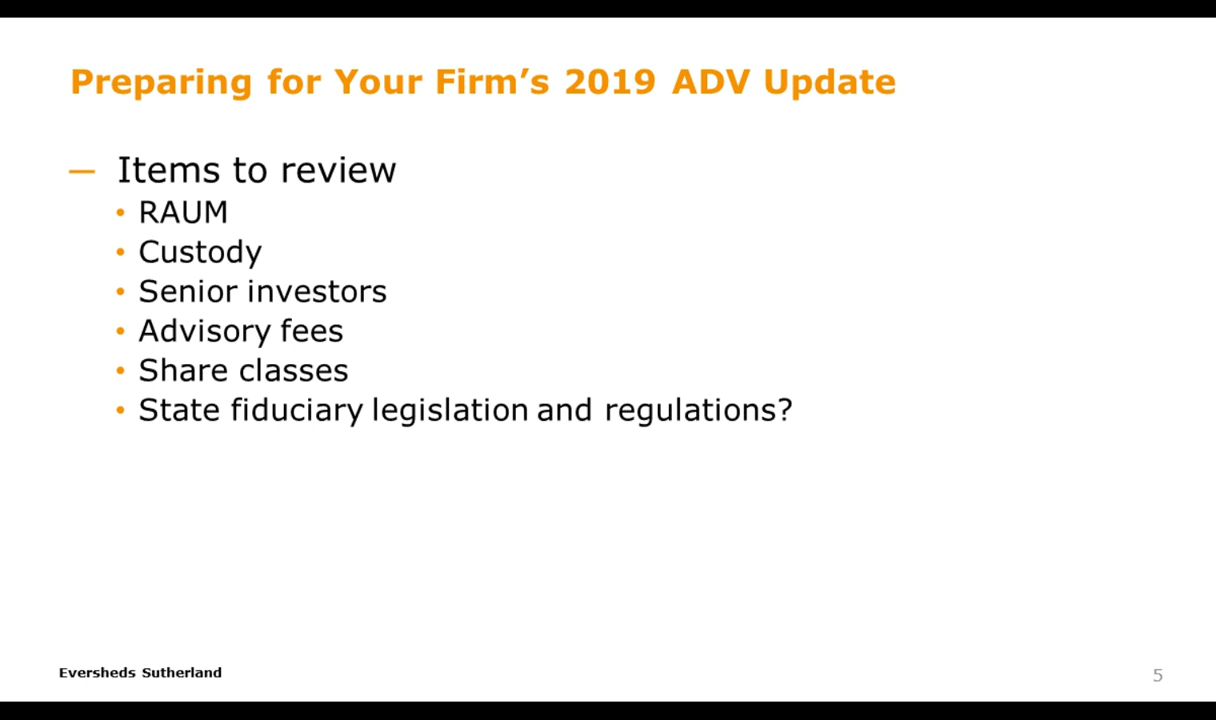 Preparing for Your Firm’s 2019 ADV Update
— Items to review
• RAUM
• Custody
• Senior investors
• Advisory fees
• Share classes
• State fiduciary legislation and regulations?
Eversheds Sutherland
5